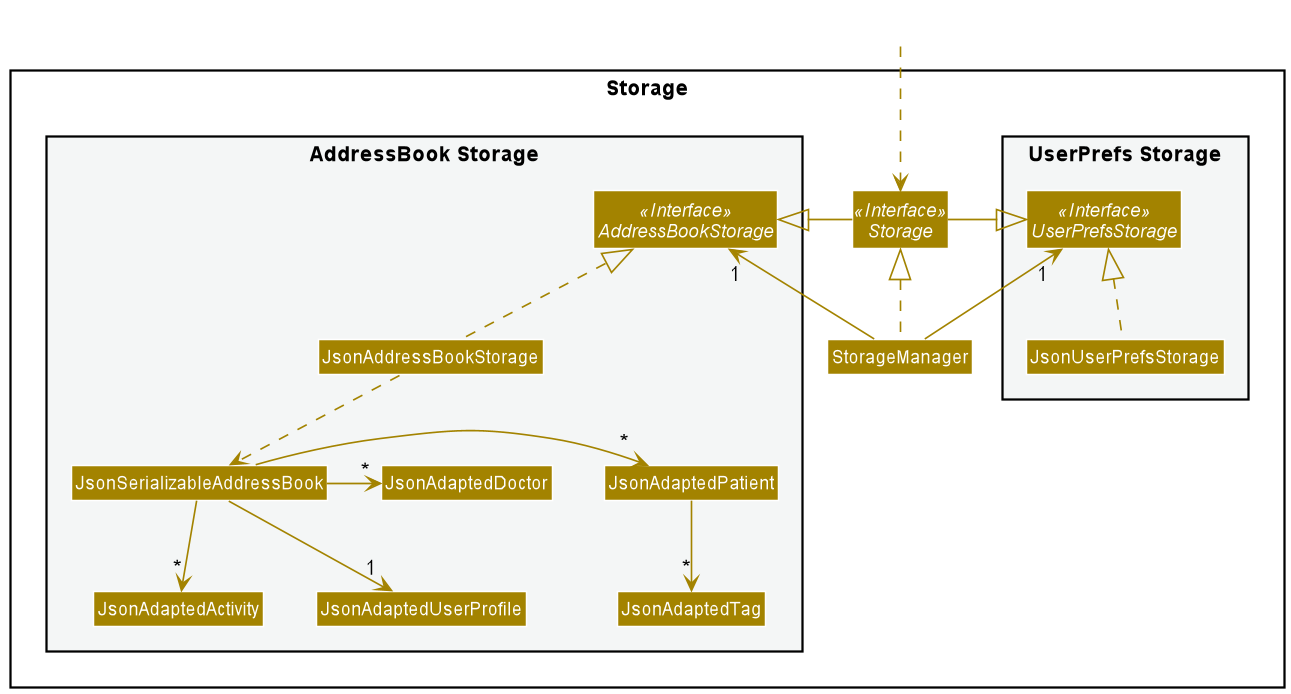 Storage
AddressBook Storage
UserPrefs Storage
«Interface»
AddressBookStorage
«Interface»
Storage
«Interface»
UserPrefsStorage
1
1
JsonAddressBookStorage
StorageManager
JsonUserPrefsStorage
*
*
JsonSerializableAddressBook
JsonAdaptedDoctor
JsonAdaptedPatient
*
1
*
JsonAdaptedActivity
JsonAdaptedUserProfile
JsonAdaptedTag